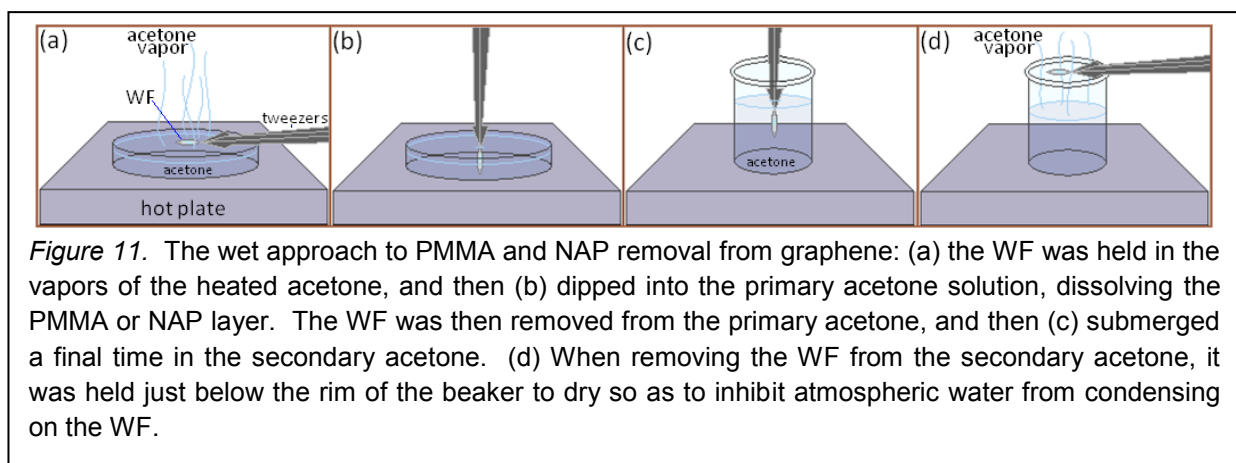 (a)
acetone
vapor
WF
tweezers
acetone
hot plate
(b)
(c)
acetone
(d)
acetone
vapor
Figure 11. The wet approach to PMMA and NAP removal from graphene: (a) the WF was held in the
vapors of the heated acetone, and then (b) dipped into the primary acetone solution, dissolving the
PMMA or NAP layer. The WF was then removed from the primary acetone, and then (c) submerged
a final time in the secondary acetone. (d) When removing the WF from the secondary acetone, it
was held just below the rim of the beaker to dry so as to inhibit atmospheric water from condensing
on the WF.